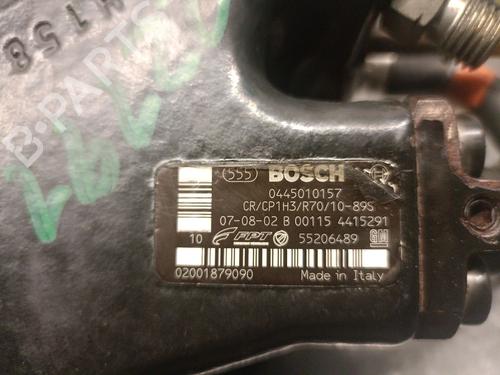 4158
B-PARTS
555 BOSCH
0445010157
CR/CP1H3/R70/10-89S
07-08-02 B 00115 4415291
10 FPT 55206489 GM
02001879090 Made in Italy